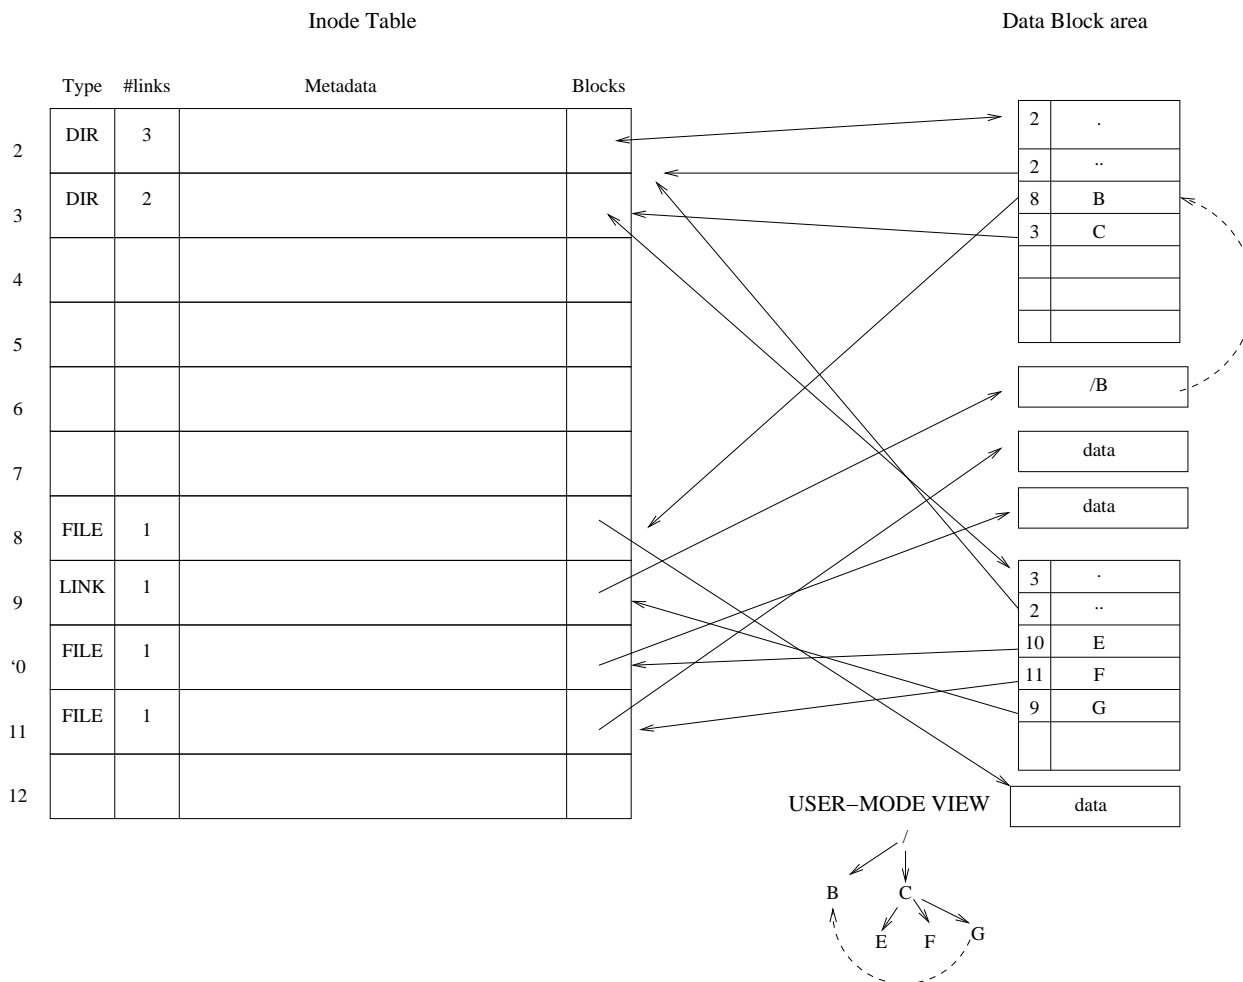 Inode Table
Data Block area
Type #links Metadata Blocks
2 DIR 3
3 DIR 2
4
5
6
7
8 FILE 1
9 LINK 1
‘0 FILE 1
11 FILE 1
12
2 .
2 ..
8 B
3 C
/B
data
data
3 .
2 ..
10 E
11 F
9 G
data
USER–MODE VIEW
/
B C
E F G